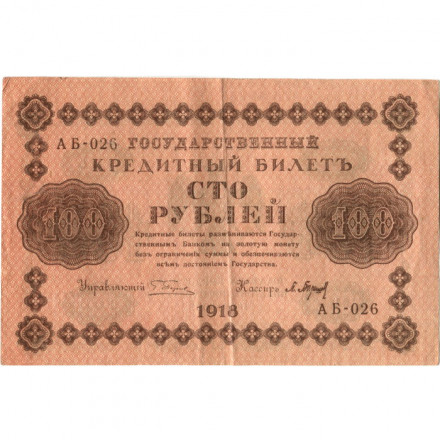 АБ-026 ГОСУДАРСТВЕННЫЙ
КРЕДИТНЫЙ БИЛЕТЪ
СТО
РУБЛЕЙ
100 100
Кредитные билеты размѣниваются Государ-
ственнымъ Банкомъ на золотую монету
безъ ограниченія суммы и обезпечиваются
всѣмъ достояніемъ Государства.
Управляющій
Кассиръ
1918
АБ-026